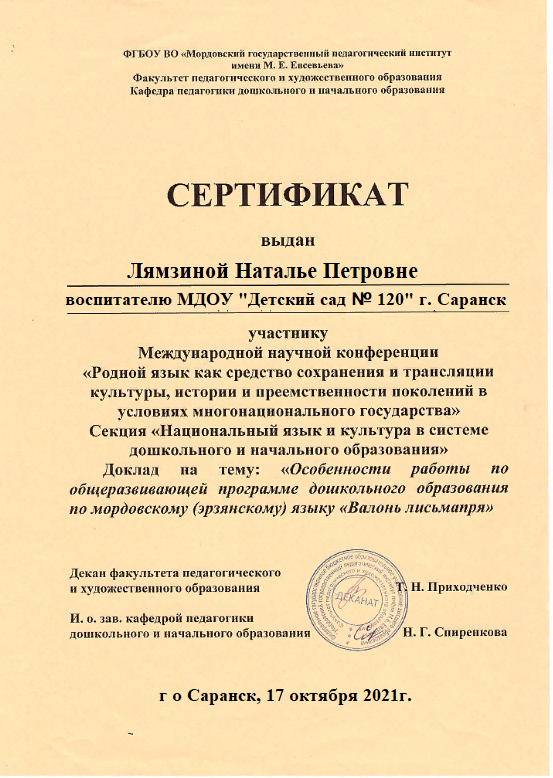 ФГБОУ ВО «Мордовский государственный педагогический институт
имени М. Е. Евсевьева»
Факультет педагогического и художественного образования
Кафедра педагогики дошкольного и начального образования
СЕРТИФИКАТ
выдан
Лямзиной Наталье Петровне
воспитателю МДОУ "Детский сад № 120" г. Саранск
участнику
Международной научной конференции
«Родной язык как средство сохранения и трансляции
культуры, истории и преемственности поколений в
условиях многонационального государства»
Секция «Национальный язык и культура в системе
дошкольного и начального образования»
Доклад на тему: «Особенности работы по
общеразвивающей программе дошкольного образования
по мордовскому (эрзянскому) языку «Валонь лисьмапря»
Декан факультета педагогического
и художественного образования Т. Н. Приходченко
ДЕКАНАТ
И. о. зав. кафедрой педагогики
дошкольного и начального образования Н. Г. Спиренкова
г о Саранск, 17 октября 2021г.